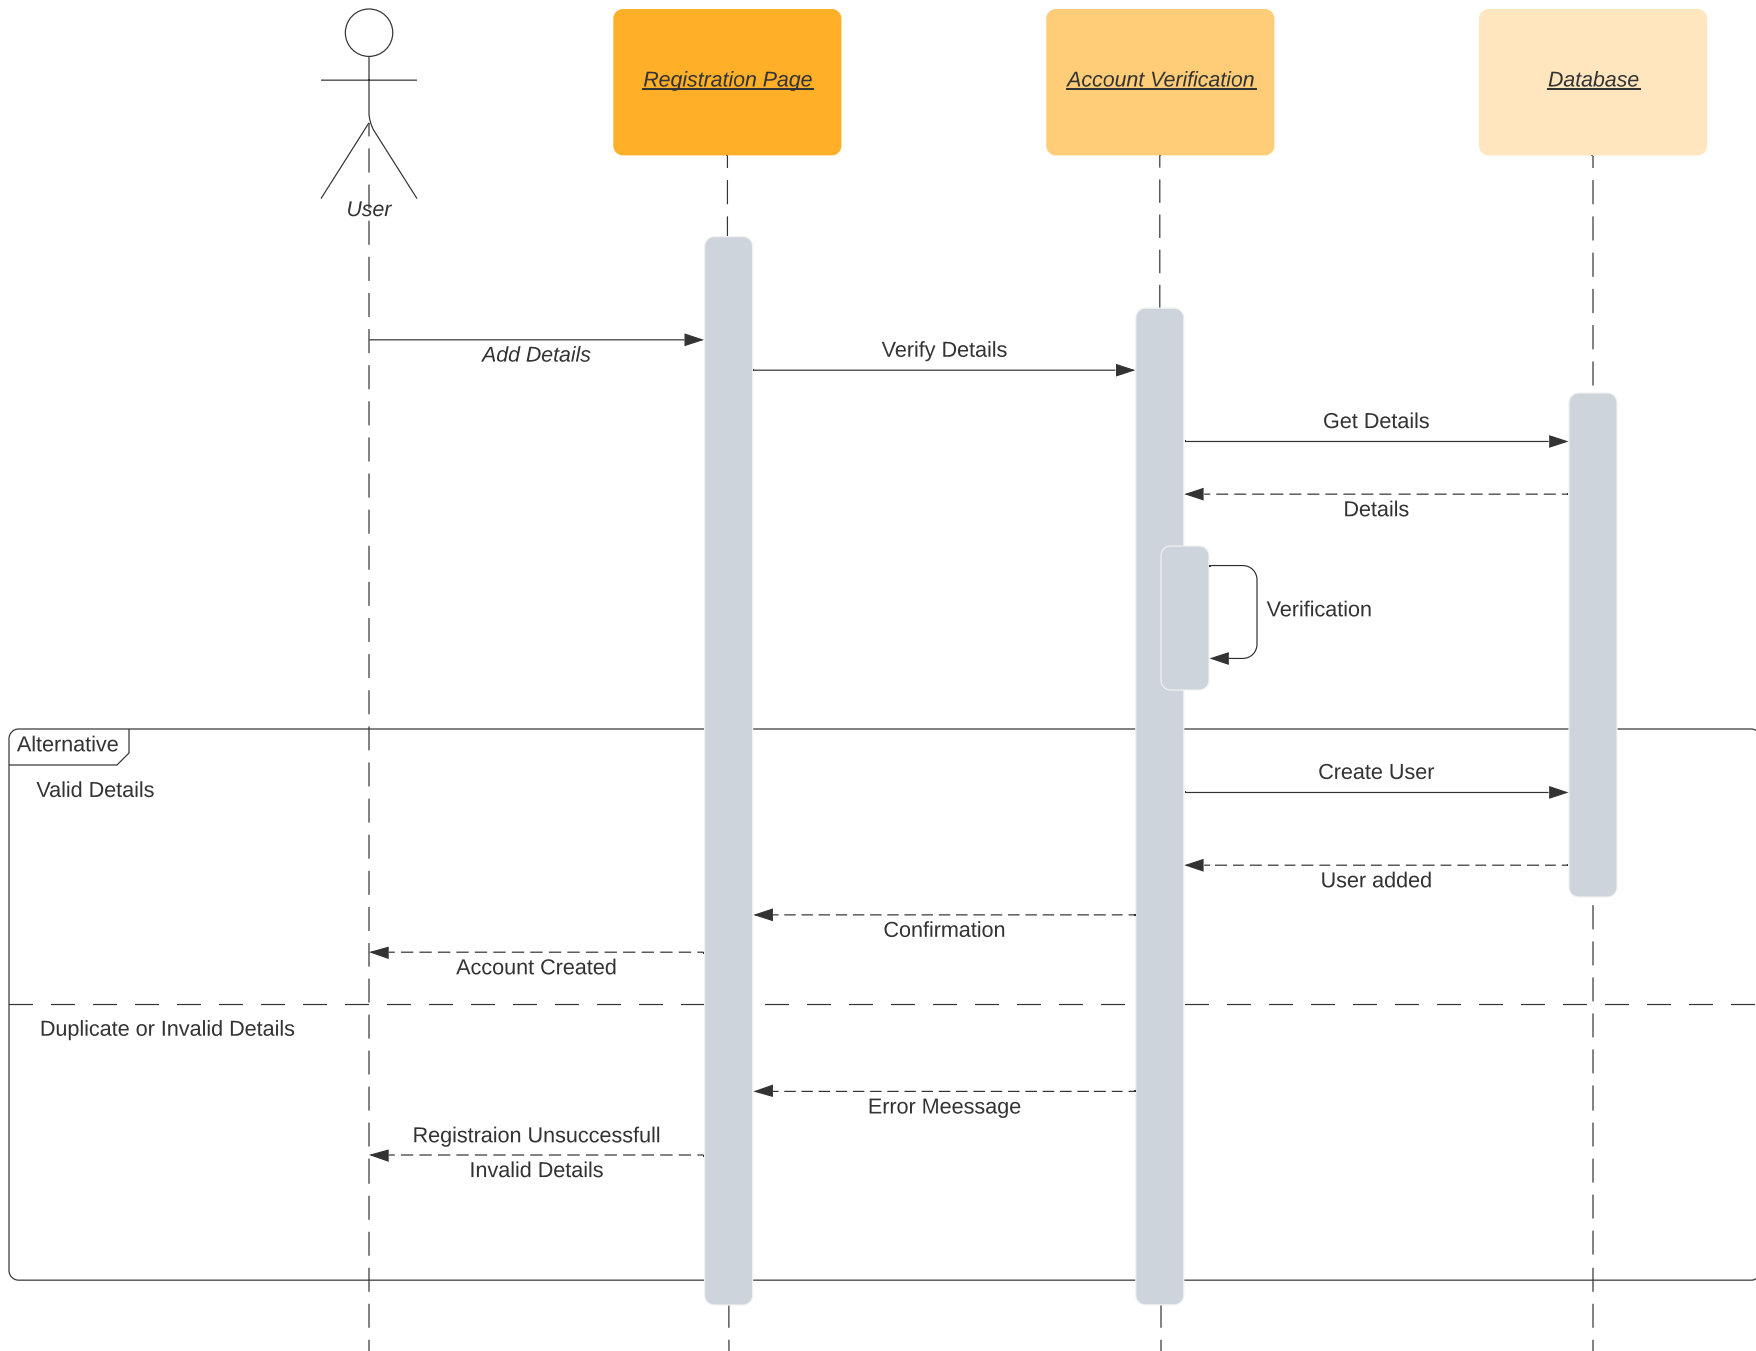 Registration Page
Account Verification
Database
User
Add Details
Verify Details
Get Details
Details
Verification
Alternative
Valid Details
Create User
User added
Confirmation
Account Created
Duplicate or Invalid Details
Error Meessage
Registraion Unsuccessfull
Invalid Details